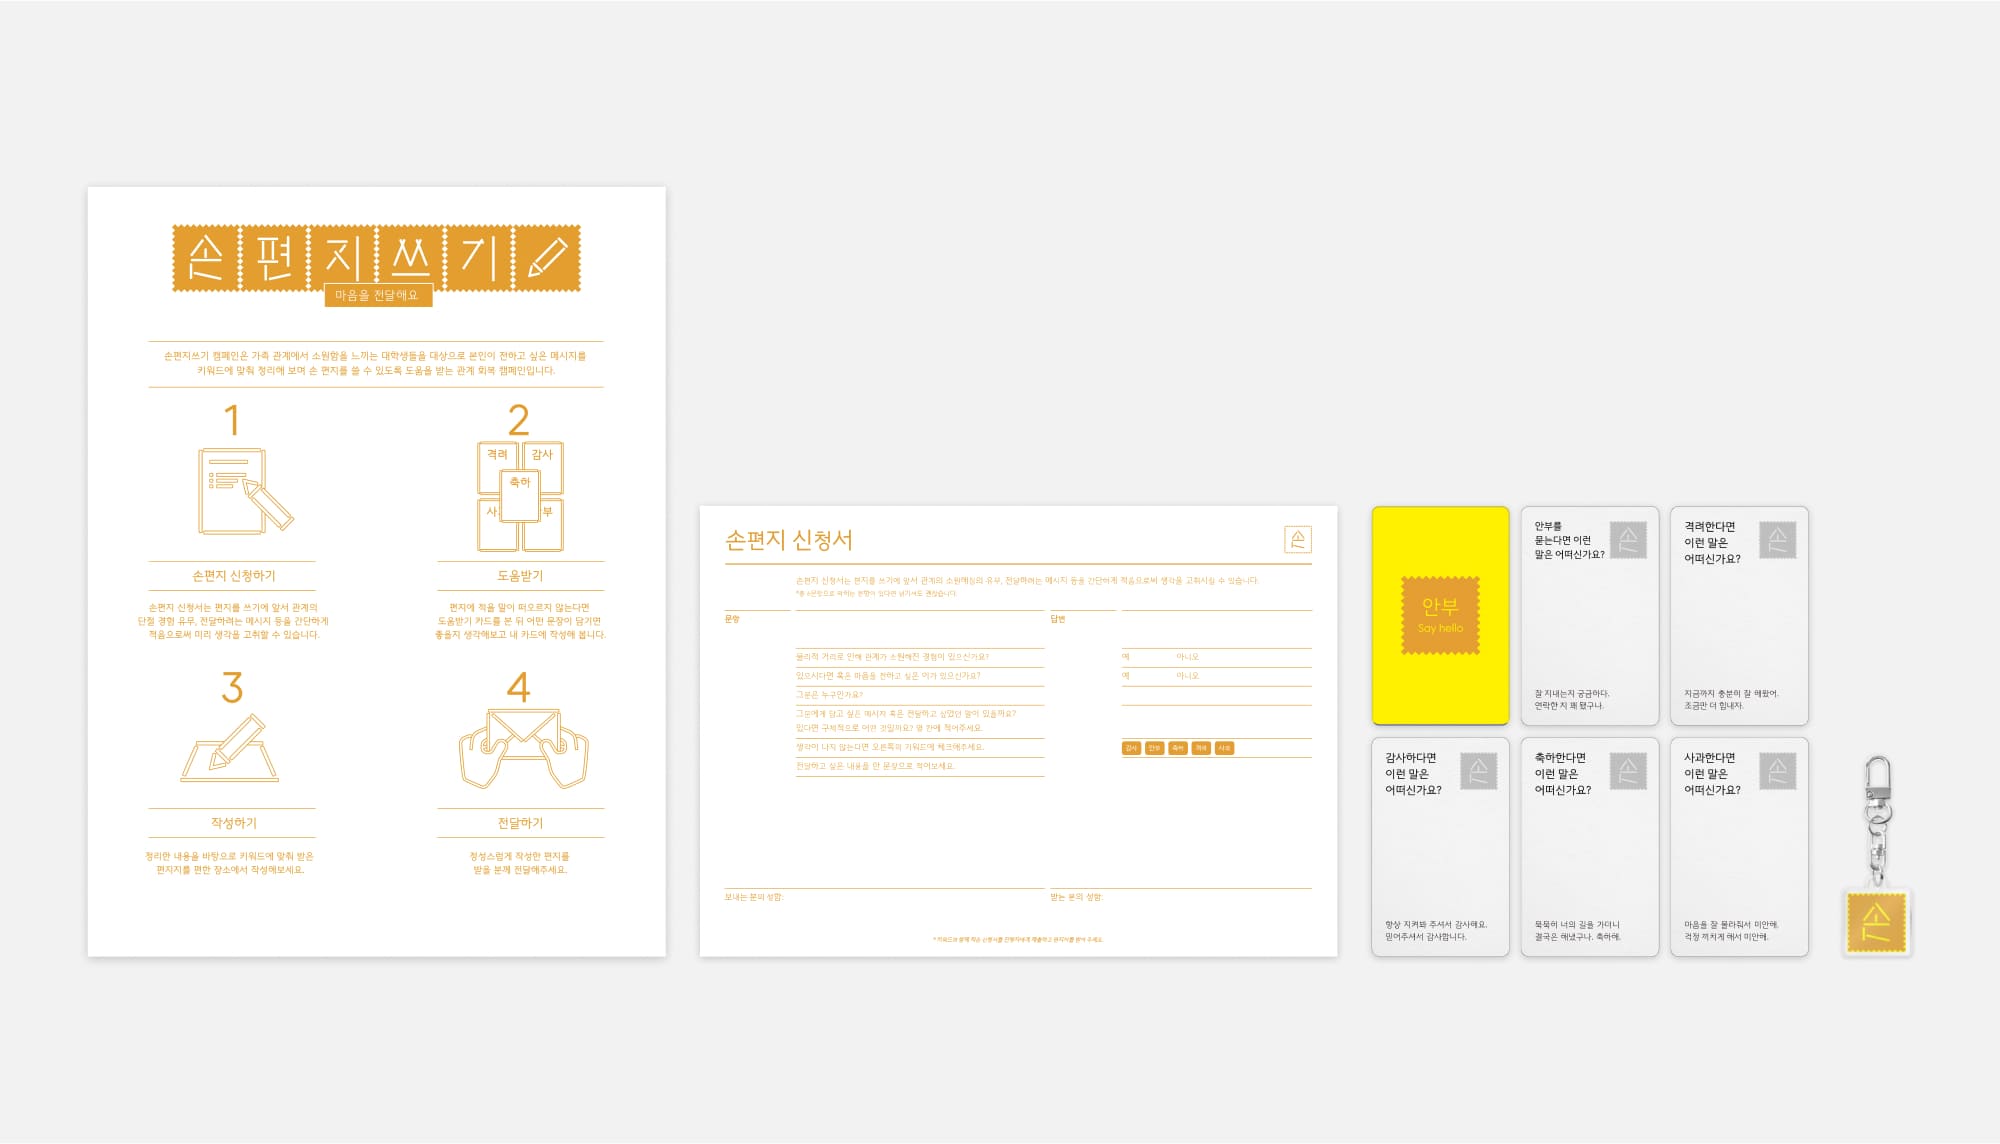 손편지쓰기
마음을 전달해요
손편지쓰기 캠페인은 가족 관계에서 소원함을 느끼는 대학생들을 대상으로 본인이 전하고 싶은 메시지를
키워드에 맞춰 정리해 보며 손 편지를 쓸 수 있도록 도움을 받는 관계 회복 캠페인입니다.
1
손편지 신청하기
손편지 신청서는 편지를 쓰기에 앞서 관계의
단절 경험 유무, 전달하려는 메시지 등을 간단하게
적음으로써 미리 생각을 고취할 수 있습니다.
2
격려 감사
축하
사 부
도움받기
편지에 적을 말이 떠오르지 않는다면
도움받기 카드를 본 뒤 어떤 문장이 담기면
좋을지 생각해보고 내 카드에 작성해 봅니다.
3
작성하기
정리한 내용을 바탕으로 키워드에 맞춰 받은
편지지를 편한 장소에서 작성해보세요.
4
전달하기
정성스럽게 작성한 편지를
받을 분께 전달해주세요.
손편지 신청서
손
손편지 신청서는 편지를 쓰기에 앞서 관계의 소원해짐의 유무, 전달하려는 메시지 등을 간단하게 적음으로써 생각을 고취시킬 수 있습니다.
문항
답변
물리적 거리로 인해 관계가 소원해진 경험이 있으신가요?
예 아니오
있으시다면 혹은 마음을 전하고 싶은 이가 있으신가요?
예 아니오
그분은 누구인가요?
그분에게 담고 싶은 메시지 혹은 전달하고 싶었던 말이 있을까요?
있다면 구체적으로 어떤 것일까요? 옆 칸에 적어주세요.
생각이 나지 않는다면 오른쪽의 키워드에 체크해주세요.
감사 안부 축하 격려 사과
전달하고 싶은 내용을 한 문장으로 적어보세요.
보내는 분의 성함:
받는 분의 성함:
안부
Say hello
안부를
묻는다면 이런
말은 어떠신가요?
손
잘 지내는지 궁금하다.
연락한 지 꽤 됐구나.
격려한다면
이런 말은
어떠신가요?
손
지금까지 충분히 잘 해왔어.
조금만 더 힘내자.
감사하다면
이런 말은
어떠신가요?
손
항상 지켜봐 주셔서 감사해요.
믿어주셔서 감사합니다.
축하한다면
이런 말은
어떠신가요?
손
묵묵히 너의 길을 가더니
결국은 해냈구나. 축하해.
사과한다면
이런 말은
어떠신가요?
손
마음을 잘 몰라줘서 미안해.
걱정 끼치게 해서 미안해.
손